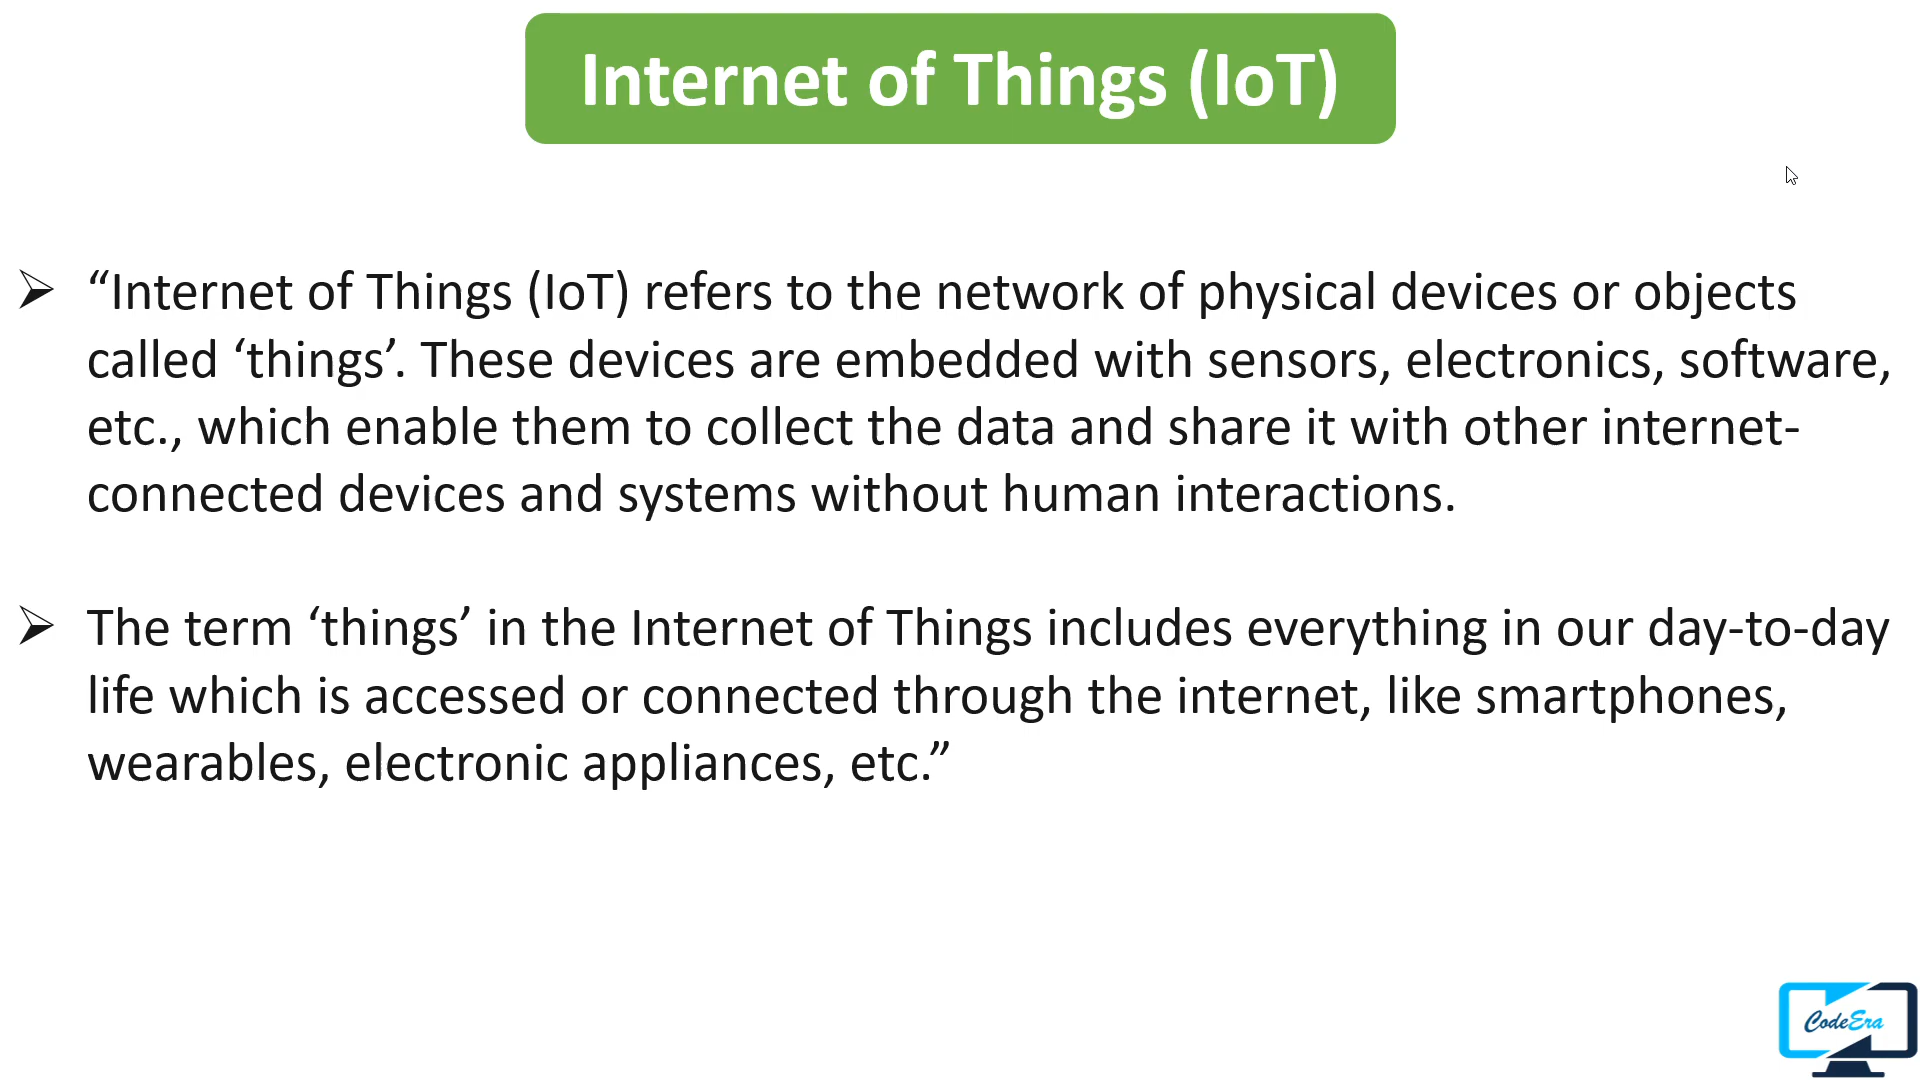 Internet of Things (IoT)
“Internet of Things (IoT) refers to the network of physical devices or objects
called ‘things’. These devices are embedded with sensors, electronics, software,
etc., which enable them to collect the data and share it with other internet-
connected devices and systems without human interactions.
The term ‘things’ in the Internet of Things includes everything in our day-to-day
life which is accessed or connected through the internet, like smartphones,
wearables, electronic appliances, etc.”
CodeEra